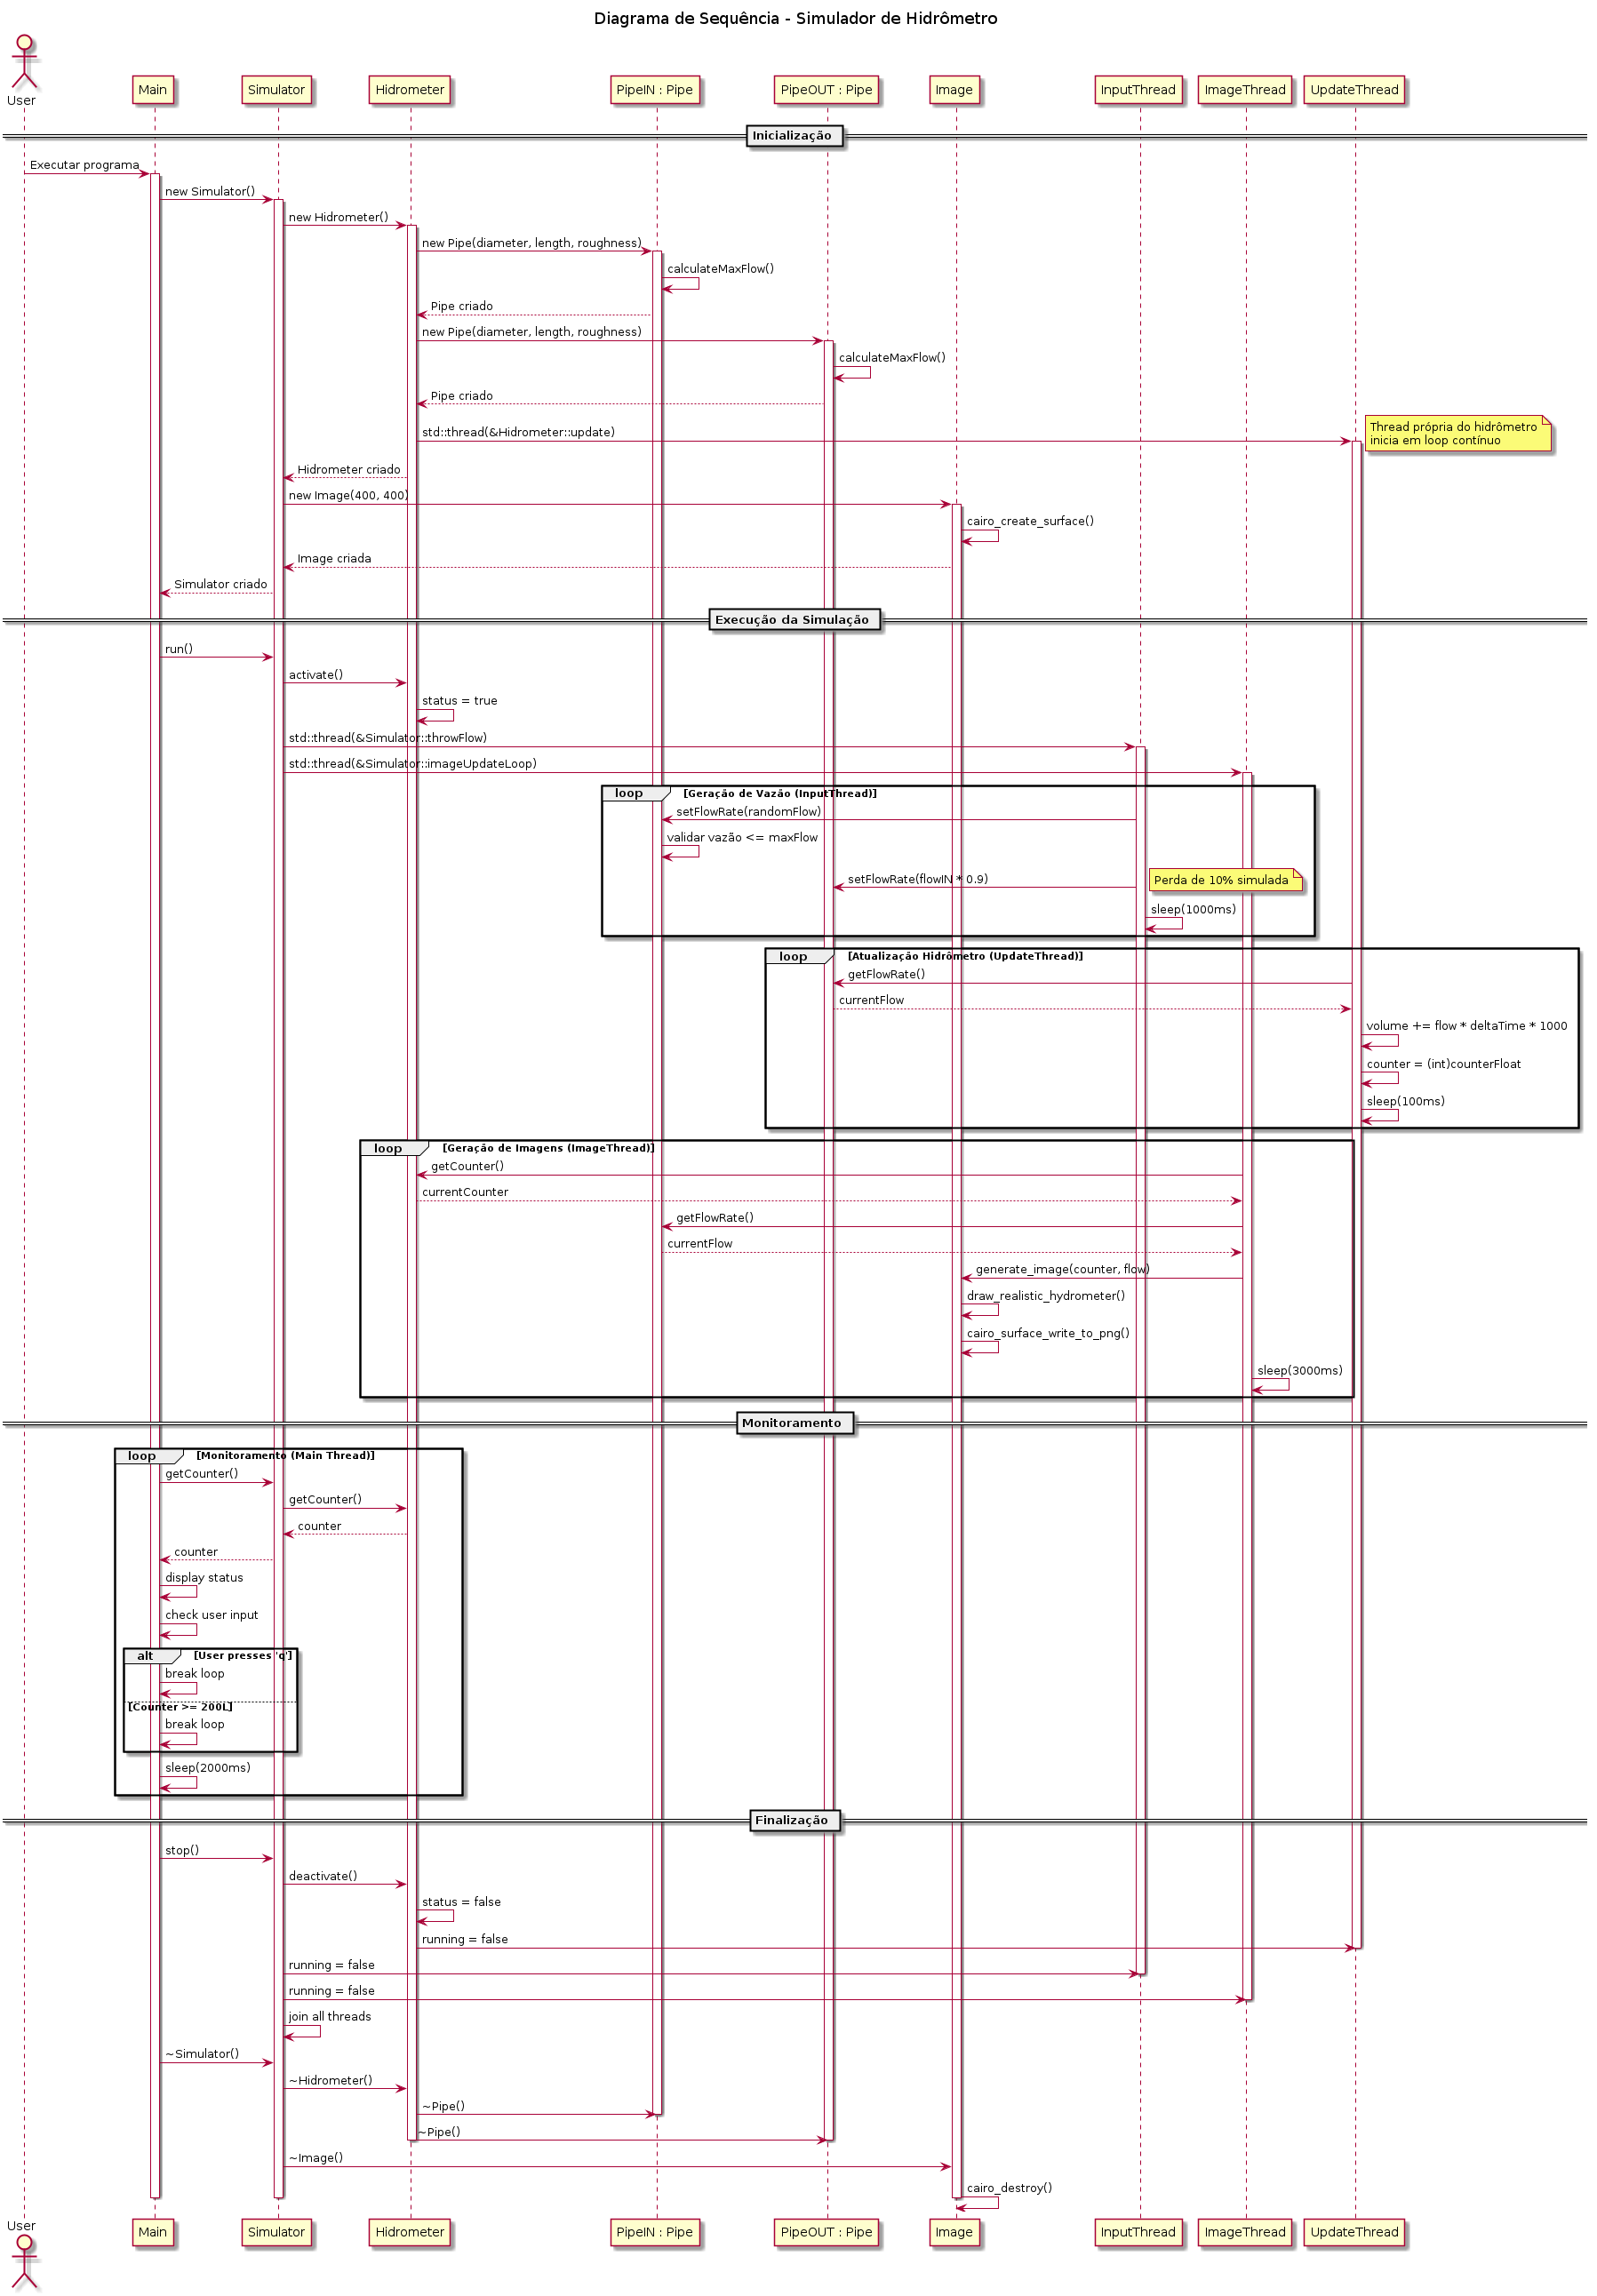 Diagrama de Sequência - Simulador de Hidrômetro
User
Main
Simulator
Hidrometer
PipeIN : Pipe
PipeOUT : Pipe
Image
InputThread
ImageThread
UpdateThread
Inicialização
Executar programa
new Simulator()
new Hidrometer()
new Pipe(diameter, length, roughness)
calculateMaxFlow()
Pipe criado
new Pipe(diameter, length, roughness)
calculateMaxFlow()
Pipe criado
std::thread(&Hidrometer::update)
Thread própria do hidrômetro
inicia em loop contínuo
Hidrometer criado
new Image(400, 400)
cairo_create_surface()
Image criada
Simulator criado
Execução da Simulação
run()
activate()
status = true
std::thread(&Simulator::throwFlow)
std::thread(&Simulator::imageUpdateLoop)
loop [Geração de Vazão (InputThread)]
setFlowRate(randomFlow)
validar vazão <= maxFlow
setFlowRate(flowIN * 0.9)
Perda de 10% simulada
sleep(1000ms)
loop [Atualização Hidrômetro (UpdateThread)]
getFlowRate()
currentFlow
volume += flow * deltaTime * 1000
counter = (int)counterFloat
sleep(100ms)
loop [Geração de Imagens (ImageThread)]
getCounter()
currentCounter
getFlowRate()
currentFlow
generate_image(counter, flow)
draw_realistic_hydrometer()
cairo_surface_write_to_png()
sleep(3000ms)
Monitoramento
loop [Monitoramento (Main Thread)]
getCounter()
getCounter()
counter
counter
display status
check user input
alt [User presses 'q']
break loop
[Counter >= 200L]
break loop
sleep(2000ms)
Finalização
stop()
deactivate()
status = false
running = false
running = false
running = false
join all threads
~Simulator()
~Hidrometer()
~Pipe()
~Pipe()
~Image()
cairo_destroy()
User
Main
Simulator
Hidrometer
PipeIN : Pipe
PipeOUT : Pipe
Image
InputThread
ImageThread
UpdateThread